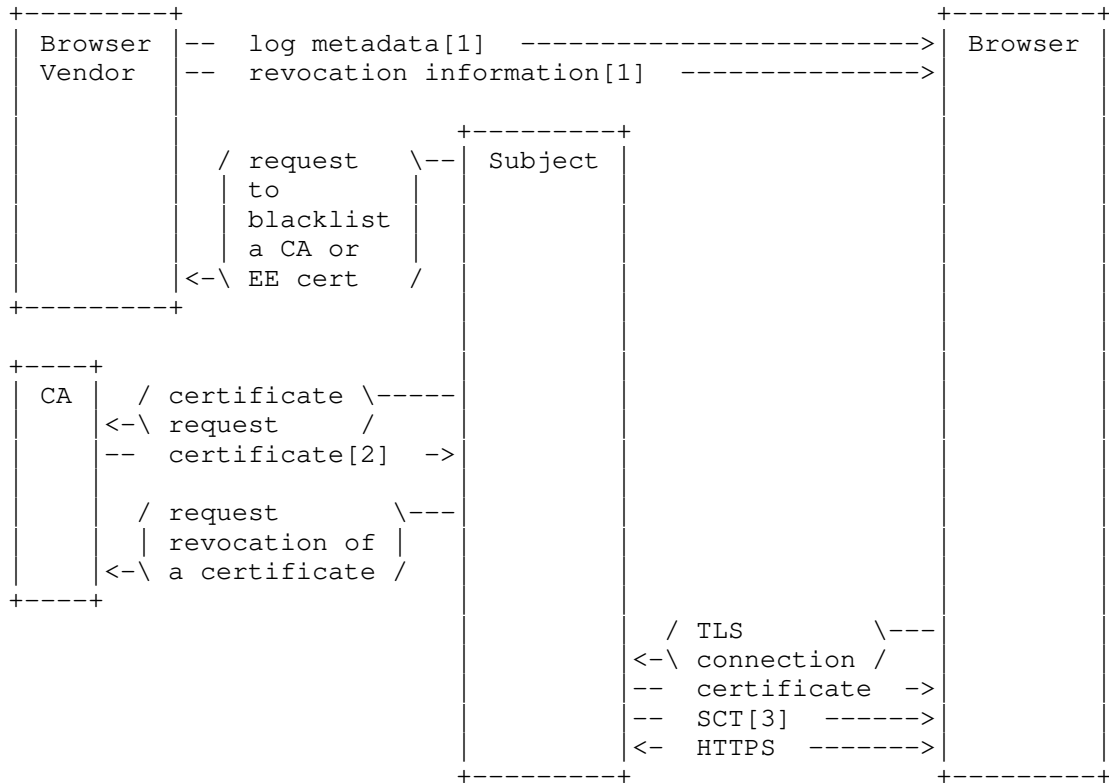 Browser -- log metadata[1] -------------------------> Browser
Vendor -- revocation information[1] --------------->
/ request \-- Subject
to
blacklist
a CA or
<-\ EE cert /
CA / certificate \-----
<-\ request /
-- certificate[2] ->
/ request \---
revocation of
<-\ a certificate /
/ TLS \---
<-\ connection /
-- certificate ->
-- SCT[3] ------>
<- HTTPS ------->